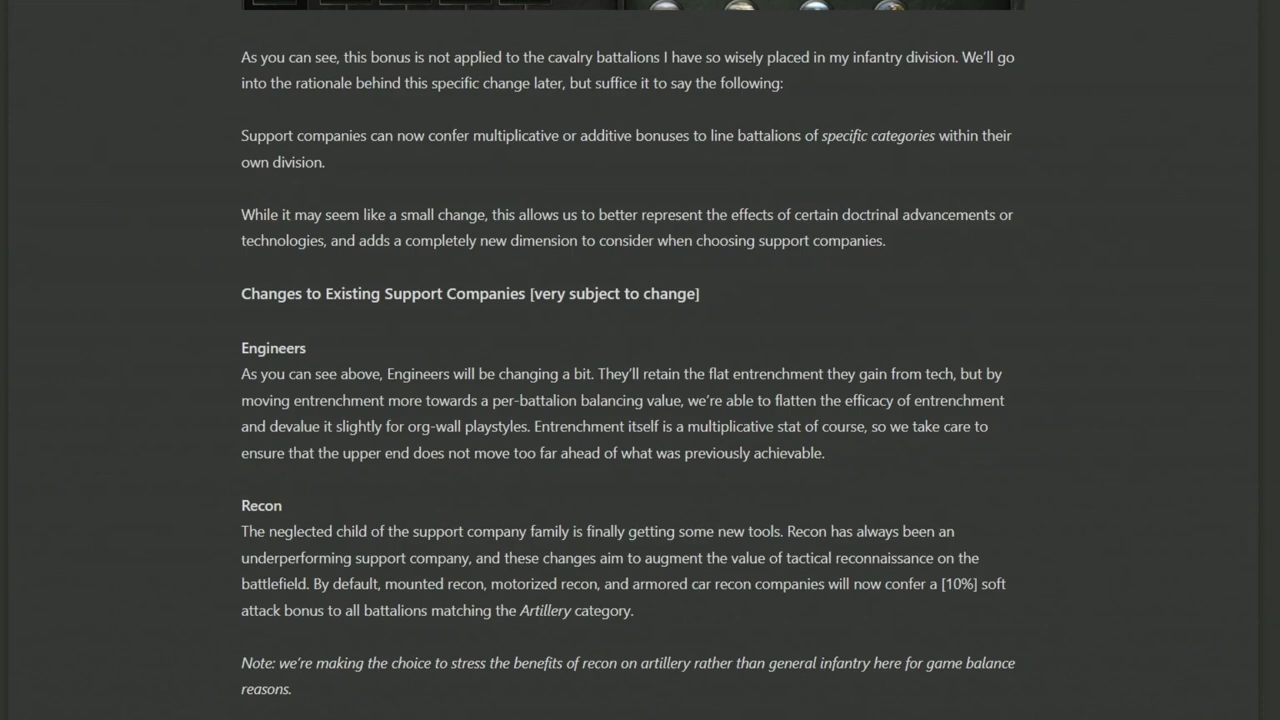 As you can see, this bonus is not applied to the cavalry battalions I have so wisely placed in my infantry division. We’ll go
into the rationale behind this specific change later, but suffice it to say the following:
Support companies can now confer multiplicative or additive bonuses to line battalions of specific categories within their
own division.
While it may seem like a small change, this allows us to better represent the effects of certain doctrinal advancements or
technologies, and adds a completely new dimension to consider when choosing support companies.
Changes to Existing Support Companies [very subject to change]
Engineers
As you can see above, Engineers will be changing a bit. They’ll retain the flat entrenchment they gain from tech, but by
moving entrenchment more towards a per-battalion balancing value, we’re able to flatten the efficacy of entrenchment
and devalue it slightly for org-wall playstyles. Entrenchment itself is a multiplicative stat of course, so we take care to
ensure that the upper end does not move too far ahead of what was previously achievable.
Recon
The neglected child of the support company family is finally getting some new tools. Recon has always been an
underperforming support company, and these changes aim to augment the value of tactical reconnaissance on the
battlefield. By default, mounted recon, motorized recon, and armored car recon companies will now confer a [10%] soft
attack bonus to all battalions matching the Artillery category.
Note: we’re making the choice to stress the benefits of recon on artillery rather than general infantry here for game balance
reasons.